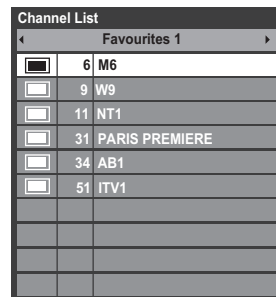 Channel List
Favourites 1
6 M6
9 W9
11 NT1
31 PARIS PREMIERE
34 AB1
51 ITV1